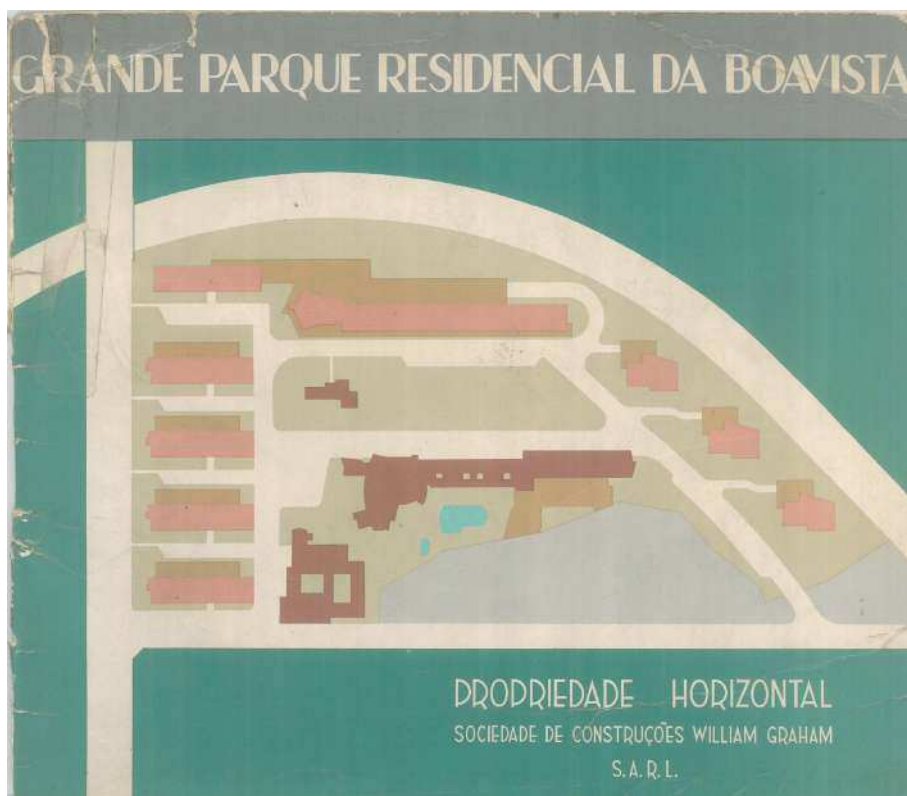 GRANDE PARQUE RESIDENCIAL DA BOAVISTA
PROPRIEDADE HORIZONTAL
SOCIEDADE DE CONSTRUÇÕES WILLIAM GRAHAM
S.A.R.L.